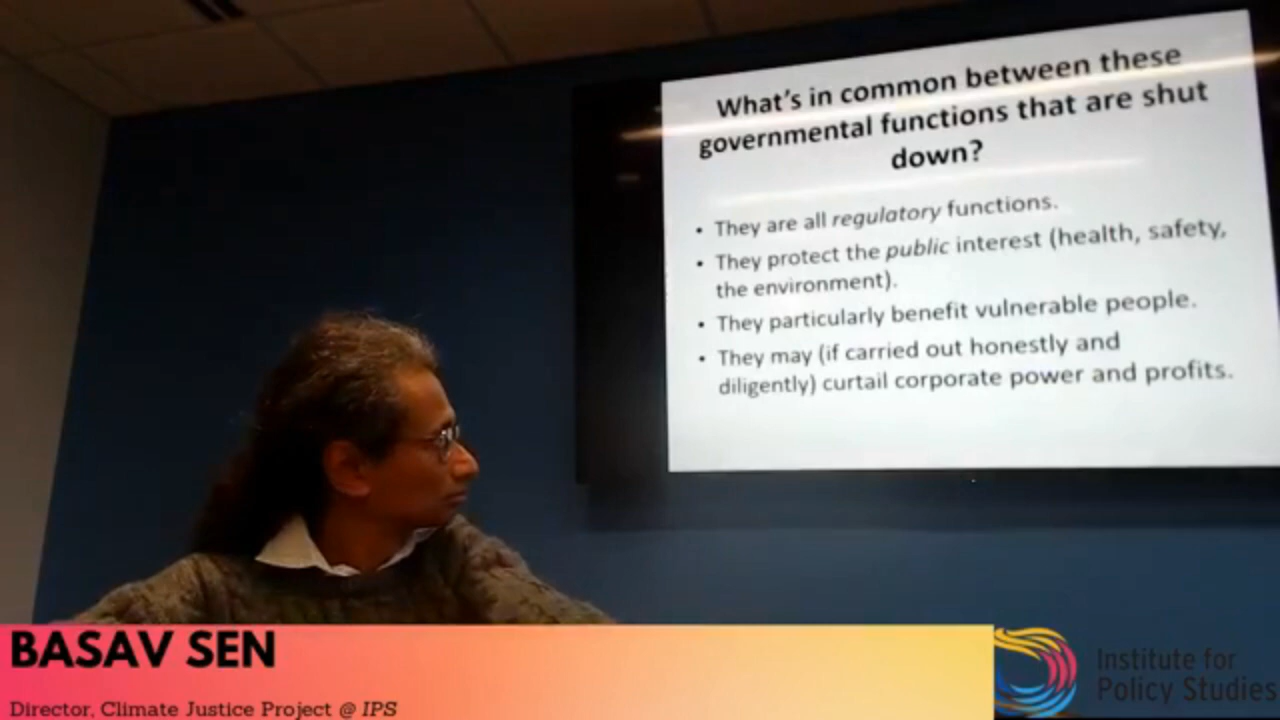 What's in common between these
governmental functions that are shut
down?
• They are all regulatory functions.
• They protect the public interest (health, safety,
the environment).
• They particularly benefit vulnerable people.
• They may (if carried out honestly and
diligently) curtail corporate power and profits.
BASAV SEN
Director, Climate Justice Project @ IPS
Institute for
Policy Studies